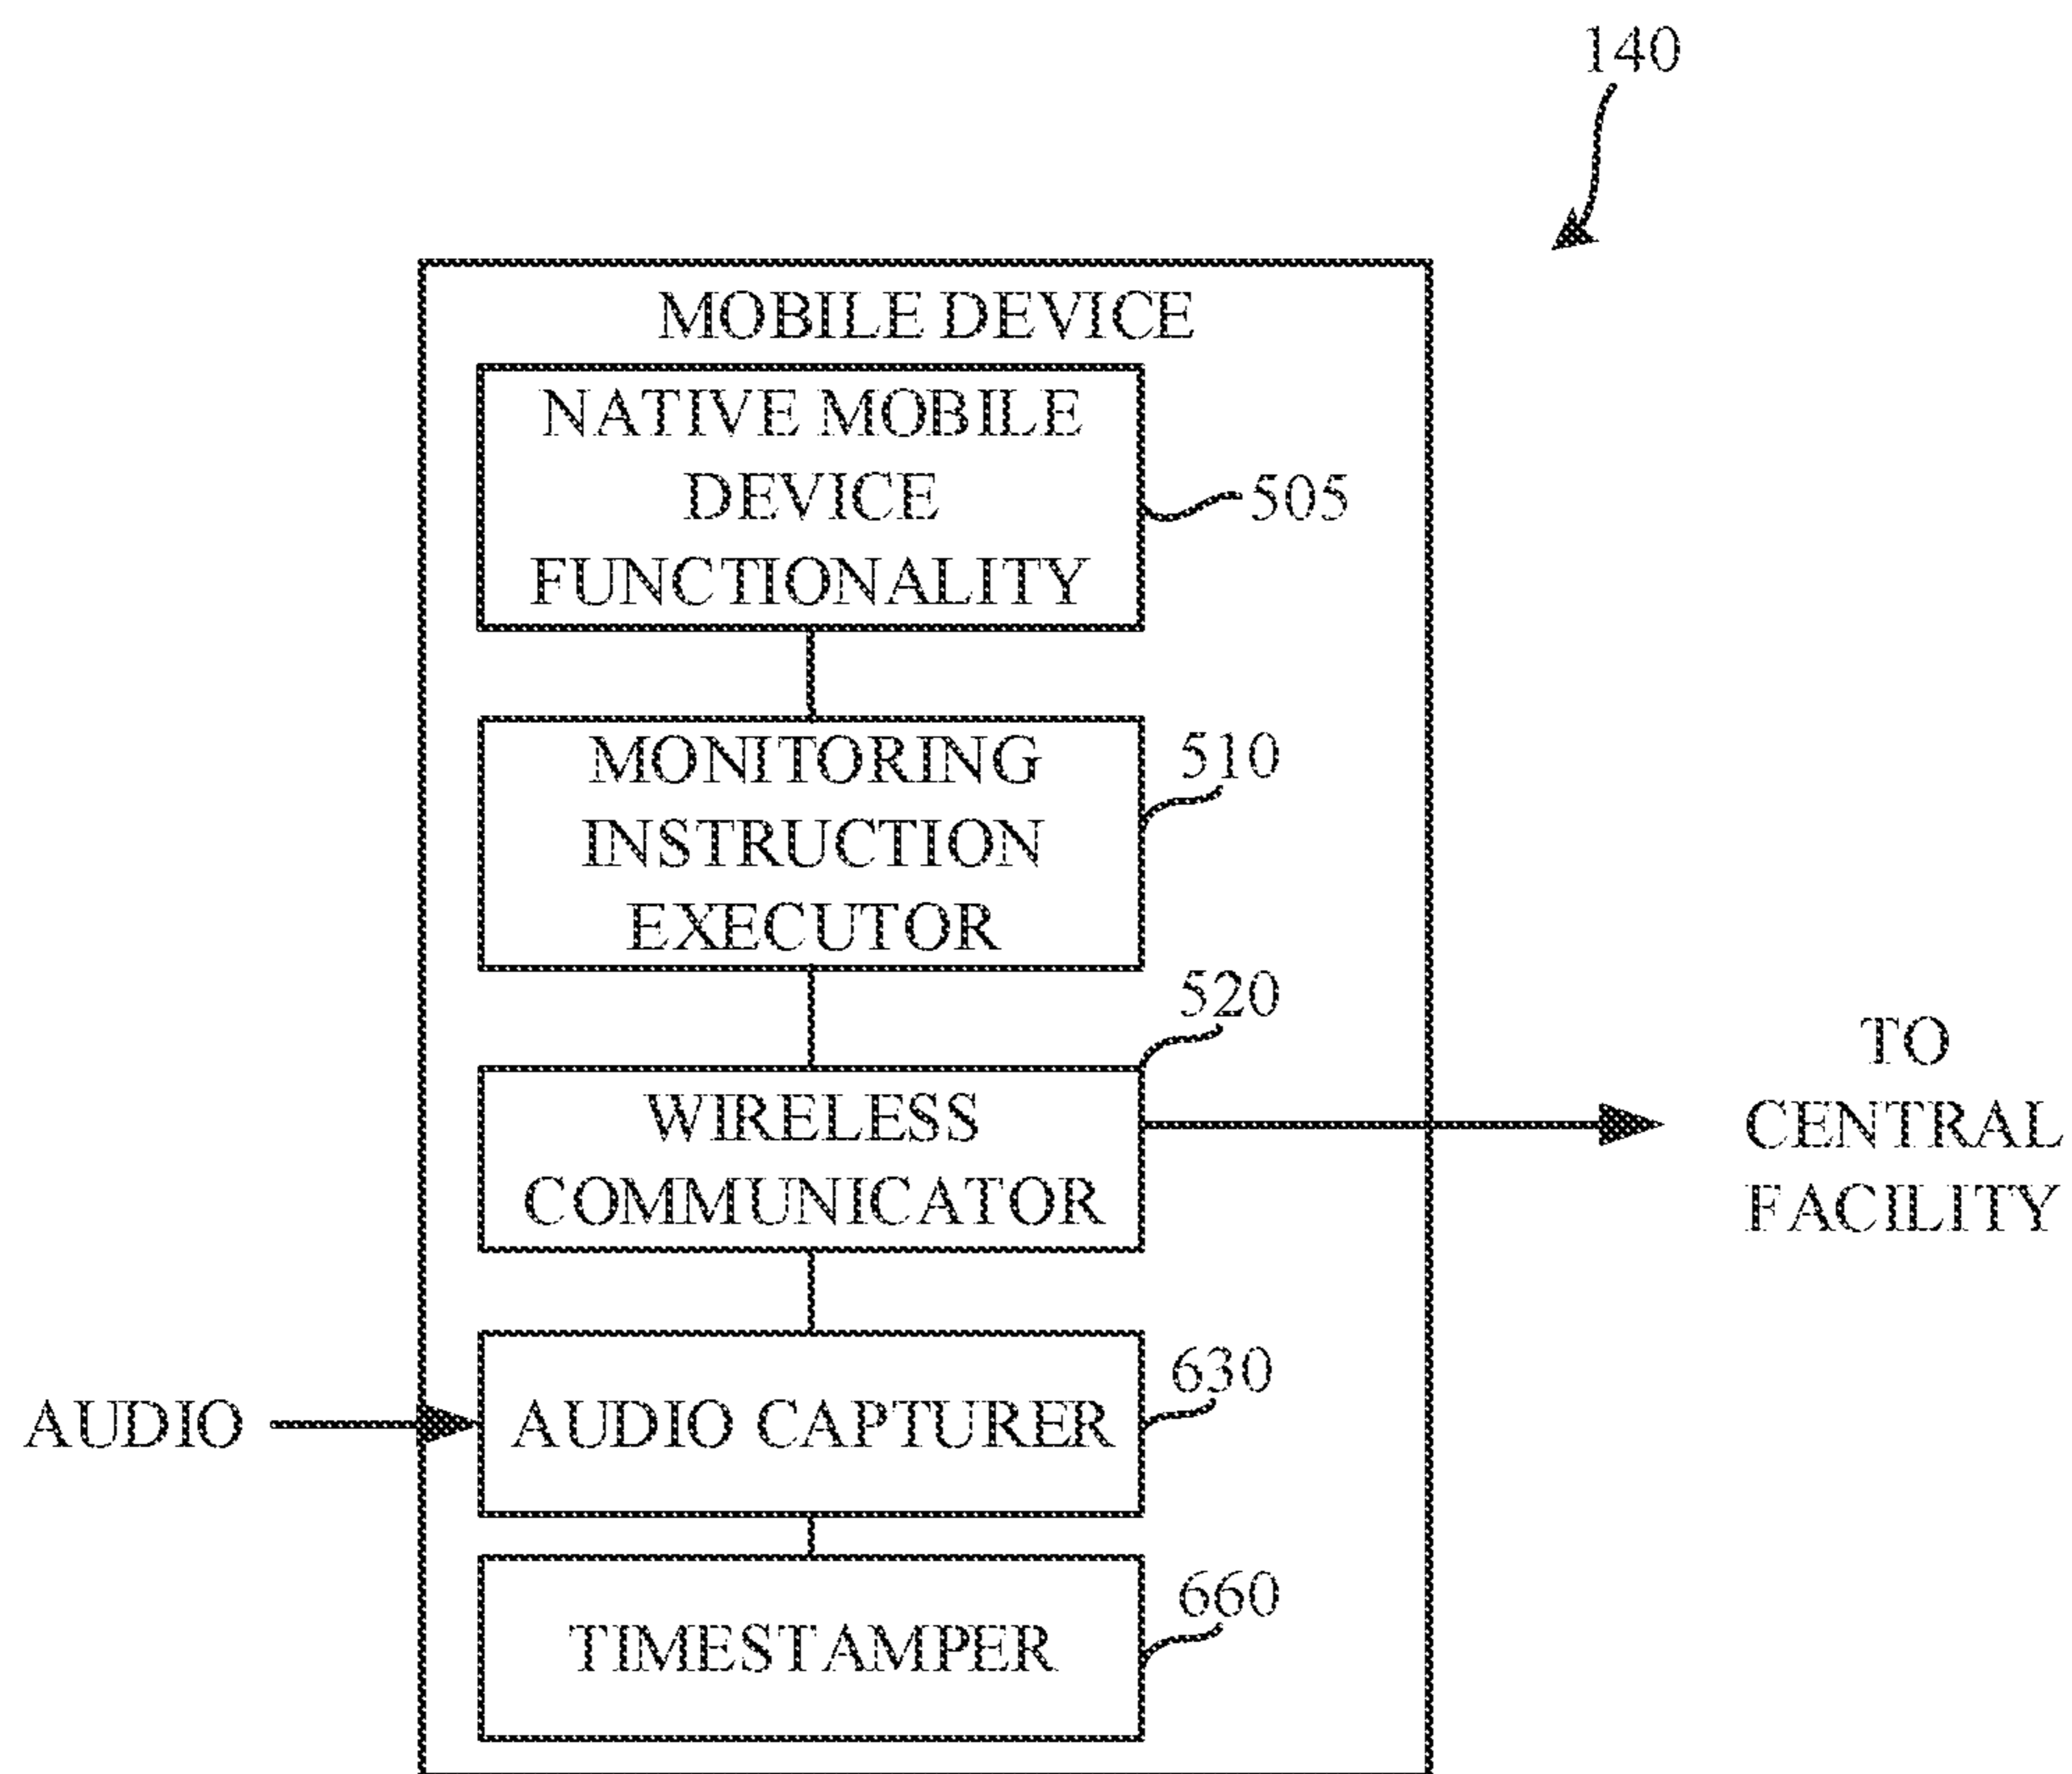 140
MOBILE DEVICE
NATIVE MOBILE
DEVICE
FUNCTIONALITY
505
MONITORING
INSTRUCTION
EXECUTOR
510
520
WIRELESS
COMMUNICATOR
TO
CENTRAL
FACILITY
AUDIO
AUDIO CAPTURER
630
TIMESTAMPER
660